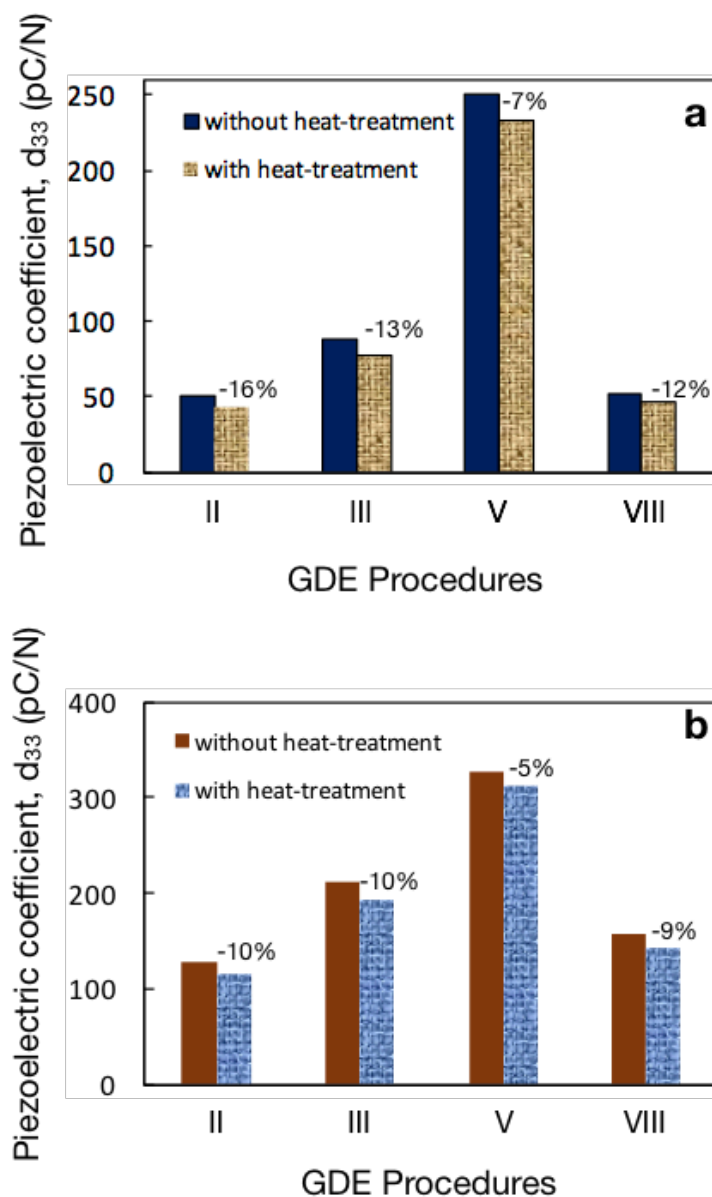 Piezoelectric coefficient, d₃₃ (pC/N)
250
200
150
100
50
0
without heat-treatment
with heat-treatment
a
-16%
-13%
-7%
-12%
II III V VIII
GDE Procedures
Piezoelectric coefficient, d₃₃ (pC/N)
400
300
200
100
0
without heat-treatment
with heat-treatment
b
-10%
-10%
-5%
-9%
II III V VIII
GDE Procedures